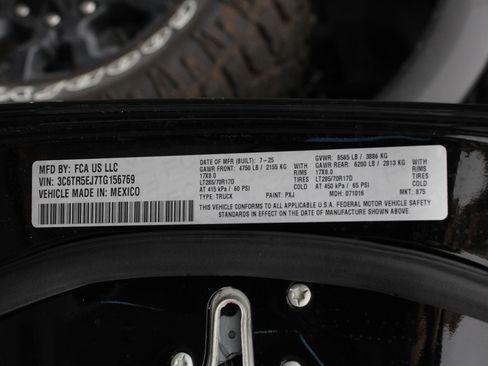 MFD BY: FCA US LLC
VIN: 3C6TR5EJ7TG156769
VEHICLE MADE IN: MEXICO
DATE OF MFR (BUILT): 7-25
GAWR FRONT: 4750 LB / 2155 KG WITH
17X8.0 RIMS
LT285/70R17D TIRES
AT 415 kPa / 60 PSI
TYPE: TRUCK PAINT: PXJ
GVWR: 8565 LB / 3886 KG
GAWR REAR: 6200 LB / 2813 KG WITH
17X8.0 RIMS
LT285/70R17D TIRES
AT 450 kPa / 65 PSI
MDH: 071016 MKT: 875
THIS VEHICLE CONFORMS TO ALL APPLICABLE U.S.A. FEDERAL MOTOR VEHICLE SAFETY
STANDARDS IN EFFECT ON THE DATE OF MANUFACTURE SHOWN ABOVE.